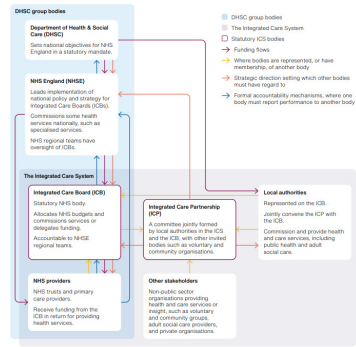 DHSC group bodies
DHSC group bodies
The Integrated Care System
Statutory ICS bodies
Funding flows
Where bodies are represented, or have
membership, of another body
Strategic direction setting which other bodies
must have regard to
Formal accountability mechanisms, where one
body must report performance to another body
Department of Health & Social
Care (DHSC)
Sets national objectives for NHS
England in a statutory mandate.
NHS England (NHSE)
Leads implementation of
national policy and strategy for
Integrated Care Boards (ICBs).
Commissions some health
services nationally, such as
specialised services.
NHS regional teams have
oversight of ICBs.
The Integrated Care System
Integrated Care Board (ICB)
Statutory NHS body.
Allocates NHS budgets and
commissions services or
delegates funding.
Accountable to NHSE
regional teams.
Integrated Care Partnership
(ICP)
A committee jointly formed
by local authorities in the ICS
and the ICB, with other invited
bodies such as voluntary and
community organisations.
Local authorities
Represented on the ICB.
Jointly convene the ICP with
the ICB.
Commission and provide health
and care services, including
public health and adult
social care.
NHS providers
NHS trusts and primary
care providers.
Receive funding from the
ICB in return for providing
health services.
Other stakeholders
Non-public sector
organisations providing
health and care services or
insight, such as voluntary
and community groups,
adult social care providers,
and private organisations.